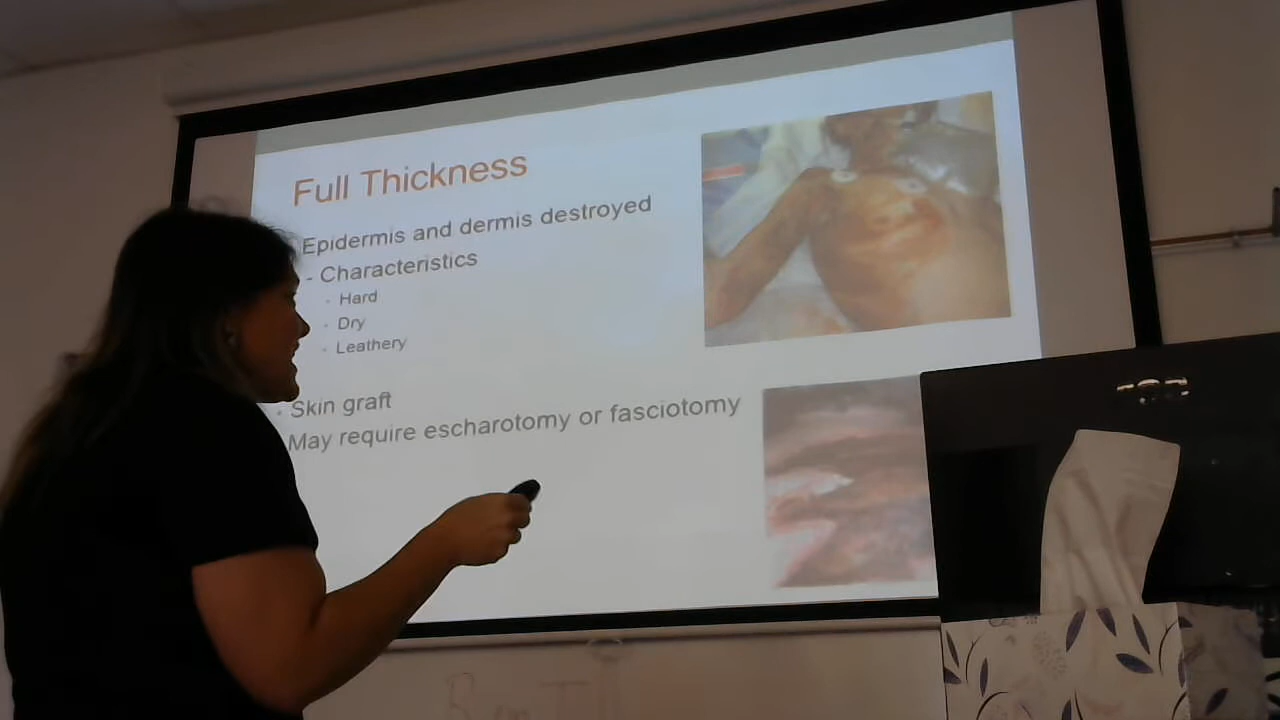 Full Thickness
Epidermis and dermis destroyed
- Characteristics
- Hard
- Dry
- Leathery
- Skin graft
May require escharotomy or fasciotomy